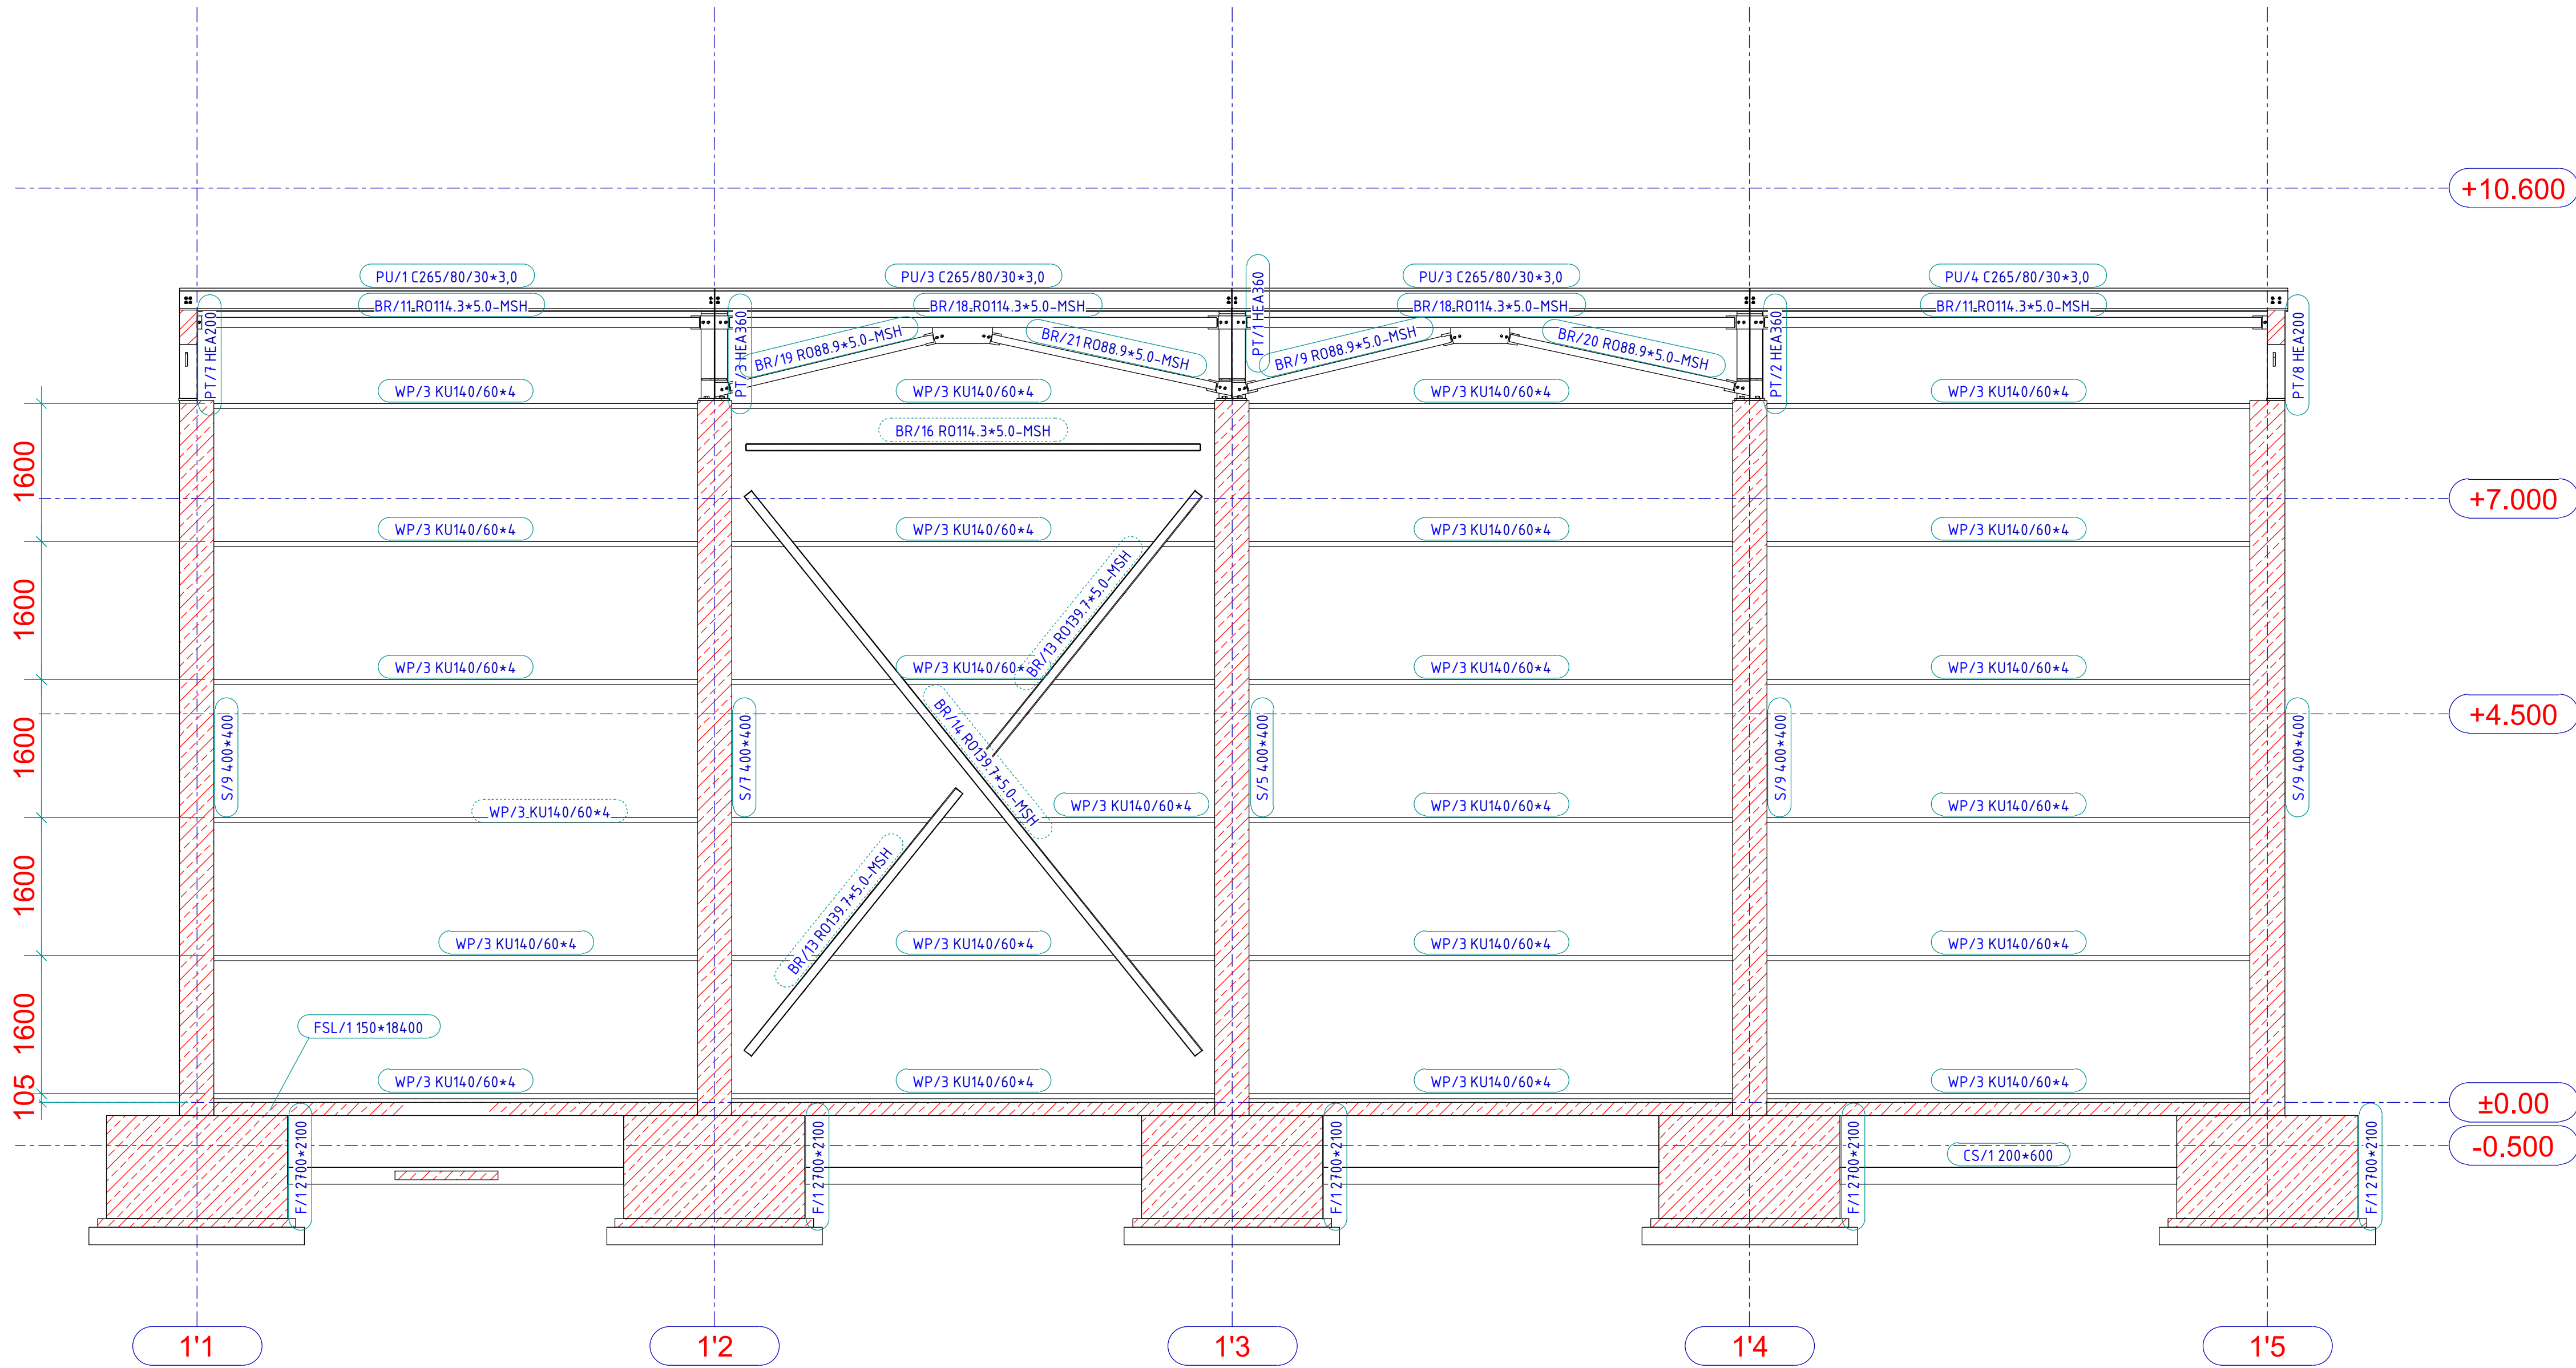 +10.600
PU/1 C265/80/30*3,0
PU/3 C265/80/30*3,0
PU/3 C265/80/30*3,0
PU/4 C265/80/30*3,0
BR/11 RO114.3*5.0-MSH
BR/18 RO114.3*5.0-MSH
BR/18 RO114.3*5.0-MSH
BR/11 RO114.3*5.0-MSH
PT/7 HEA200
PT/3 HEA360
PT/1 HEA360
PT/2 HEA360
PT/8 HEA200
BR/19 RO88.9*5.0-MSH
BR/21 RO88.9*5.0-MSH
BR/9 RO88.9*5.0-MSH
BR/20 RO88.9*5.0-MSH
WP/3 KU140/60*4
WP/3 KU140/60*4
WP/3 KU140/60*4
WP/3 KU140/60*4
BR/16 RO114.3*5.0-MSH
1600
+7.000
WP/3 KU140/60*4
WP/3 KU140/60*4
WP/3 KU140/60*4
WP/3 KU140/60*4
1600
BR/13 RO139.7*5.0-MSH
WP/3 KU140/60*4
WP/3 KU140/60*
WP/3 KU140/60*4
WP/3 KU140/60*4
+4.500
1600
S/9 400*400
S/7 400*400
BR/14 RO139.7*5.0-MSH
S/5 400*400
S/9 400*400
S/9 400*400
WP/3 KU140/60*4
WP/3 KU140/60*4
WP/3 KU140/60*4
WP/3 KU140/60*4
1600
BR/13 RO139.7*5.0-MSH
WP/3 KU140/60*4
WP/3 KU140/60*4
WP/3 KU140/60*4
WP/3 KU140/60*4
1600
FSL/1 150*18400
WP/3 KU140/60*4
WP/3 KU140/60*4
WP/3 KU140/60*4
WP/3 KU140/60*4
105
±0.00
-0.500
F/1 2700*2100
F/1 2700*2100
F/1 2700*2100
F/1 2700*2100
CS/1 200*600
F/1 2700*2100
1'1
1'2
1'3
1'4
1'5